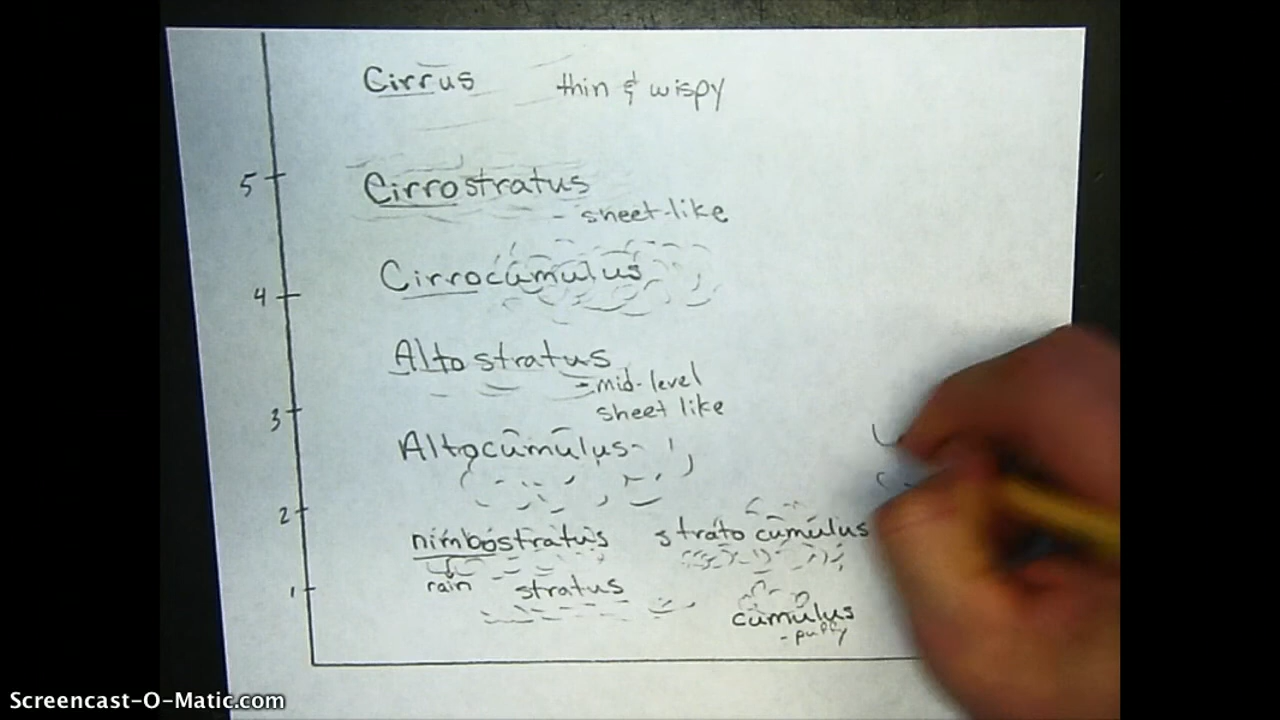 Cirrus thin & wispy
5
Cirrostratus
- sheet-like
Cirrocumulus
4
Altostratus
- mid-level
sheet like
3
Altocumulus-
2
nimbostratus stratocumulus
rain stratus
1
cumulus
- puffy
Screencast-O-Matic.com